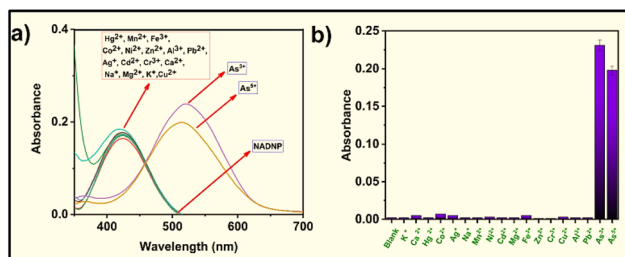 a)
Hg²⁺, Mn²⁺, Fe³⁺,
Co²⁺, Ni²⁺, Zn²⁺, Al³⁺, Pb²⁺,
Ag⁺, Cd²⁺, Cr³⁺, Ca²⁺,
Na⁺, Mg²⁺, K⁺,Cu²⁺
As³⁺
As⁵⁺
NADNP
0.4
0.2
0.0
Absorbance
400
500
600
700
Wavelength (nm)
b)
0.25
0.20
0.15
0.10
0.05
0.00
Absorbance
Blank
K⁺
Ca²⁺
Hg²⁺
Co²⁺
Ag⁺
Na⁺
Mn²⁺
Ni²⁺
Cd²⁺
Mg²⁺
Fe³⁺
Zn²⁺
Cr³⁺
Cu²⁺
Al³⁺
Pb²⁺
As³⁺
As⁵⁺